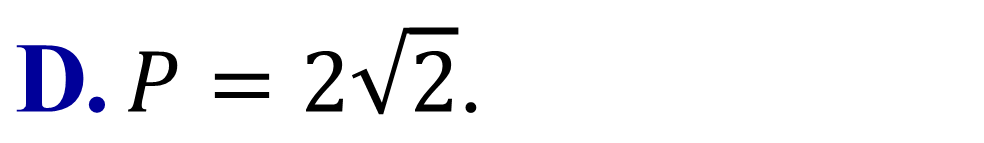 D. P = 2√2.